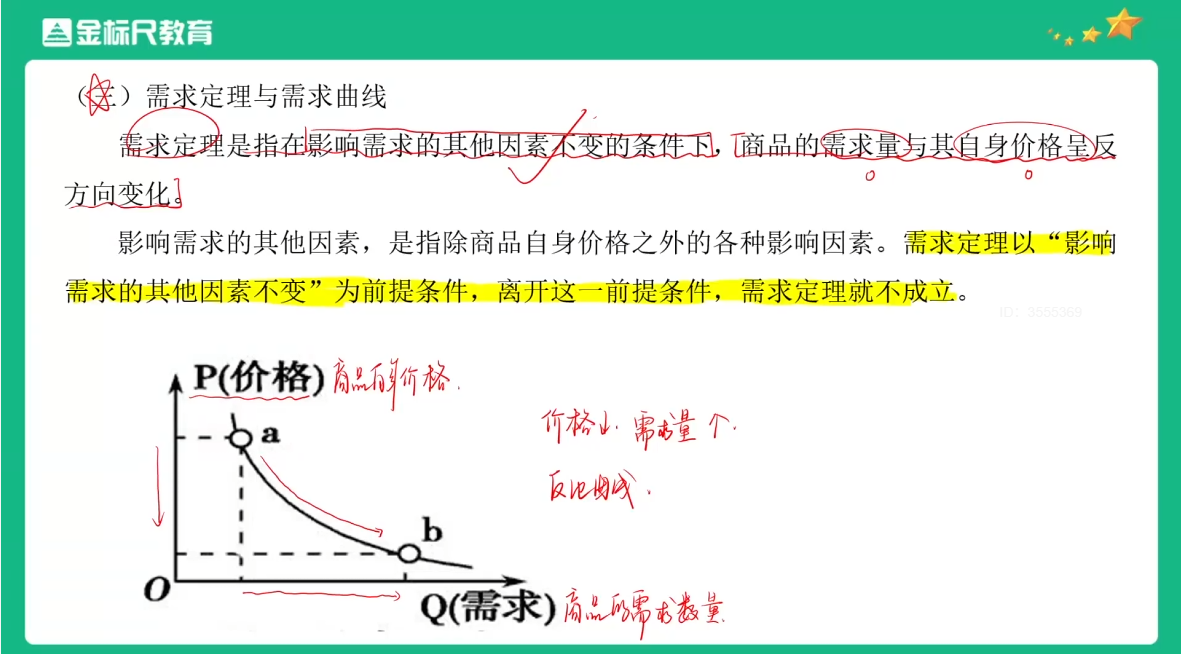 金标尺教育
（三）需求定理与需求曲线
需求定理是指在影响需求的其他因素不变的条件下，商品的需求量与其自身价格呈反
方向变化。
影响需求的其他因素，是指除商品自身价格之外的各种影响因素。需求定理以“影响
需求的其他因素不变”为前提条件，离开这一前提条件，需求定理就不成立。
ID：3555369
P(价格) 商品的价格.
a
价格↓. 需求量 个.
b
O
Q(需求) 商品的需求数量